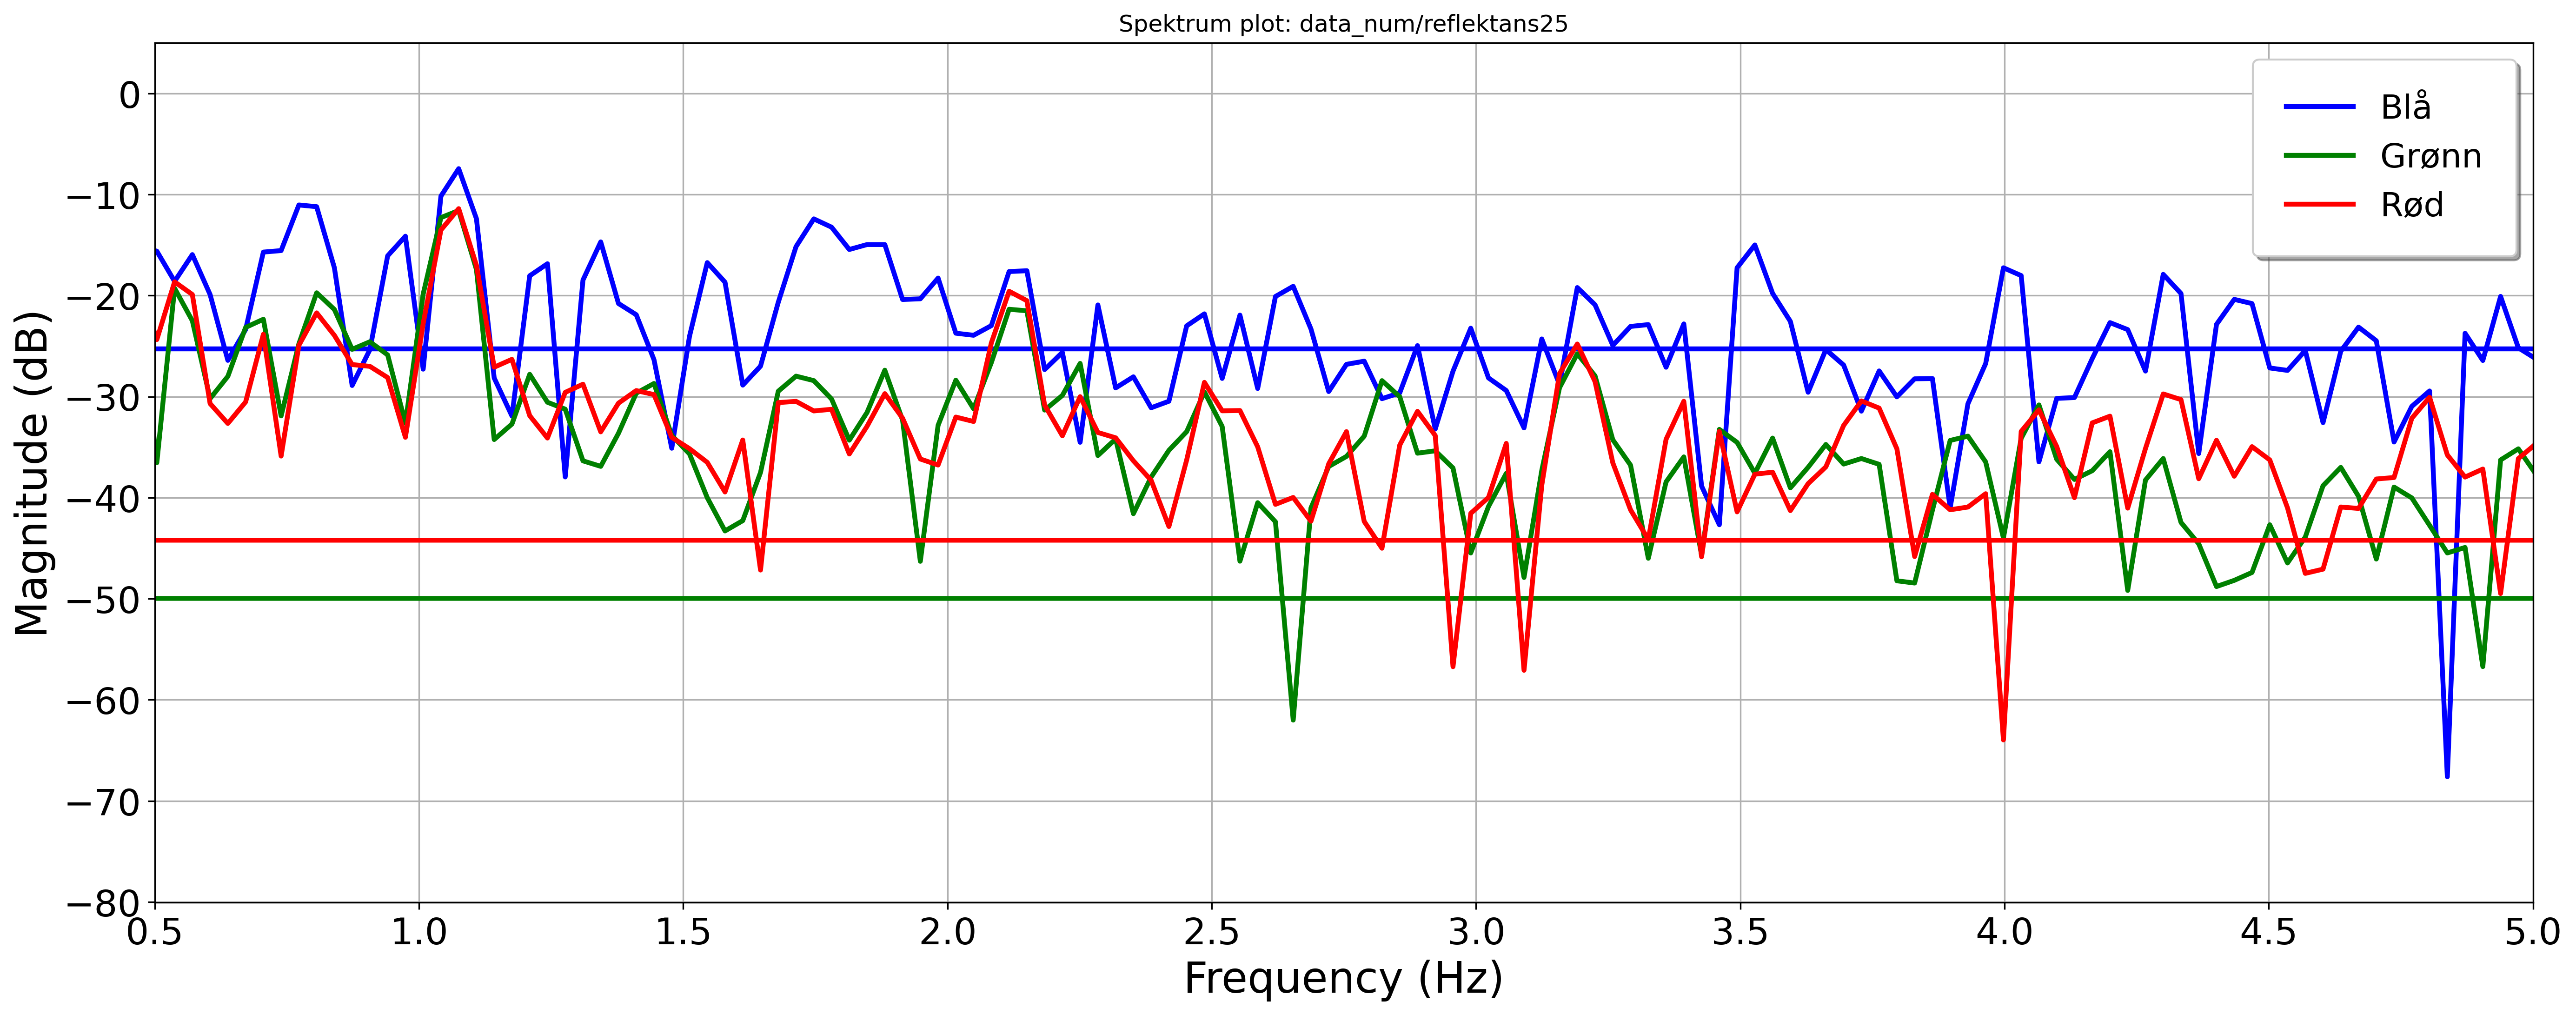 Spektrum plot: data_num/reflektans25
Magnitude (dB)
0
−10
−20
−30
−40
−50
−60
−70
−80
Blå
Grønn
Rød
0.5 1.0 1.5 2.0 2.5 3.0 3.5 4.0 4.5 5.0
Frequency (Hz)